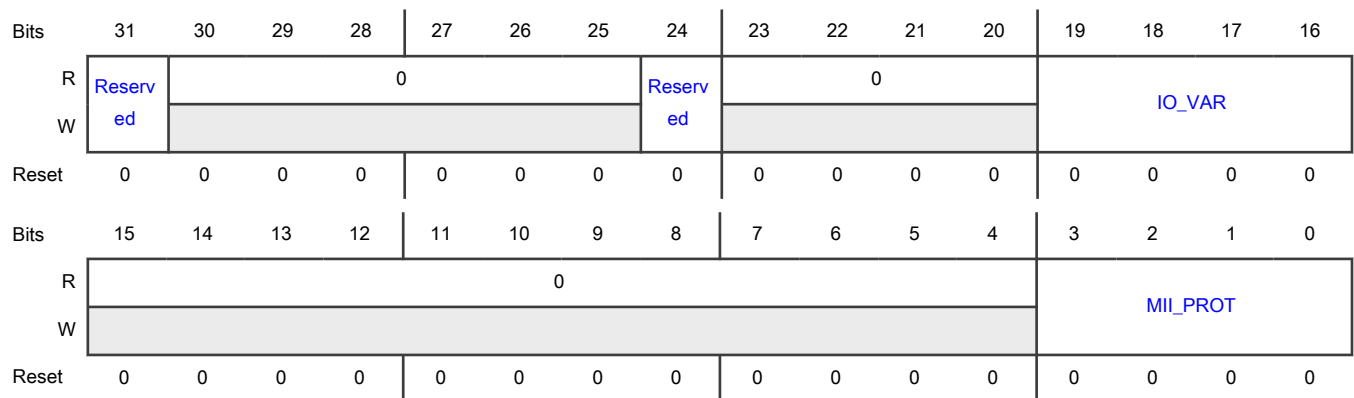 Bits 31 30 29 28 27 26 25 24 23 22 21 20 19 18 17 16
R Reserv 0 Reserv 0
ed ed IO_VAR
W
Reset 0 0 0 0 0 0 0 0 0 0 0 0 0 0 0 0
Bits 15 14 13 12 11 10 9 8 7 6 5 4 3 2 1 0
R 0
MII_PROT
W
Reset 0 0 0 0 0 0 0 0 0 0 0 0 0 0 0 0